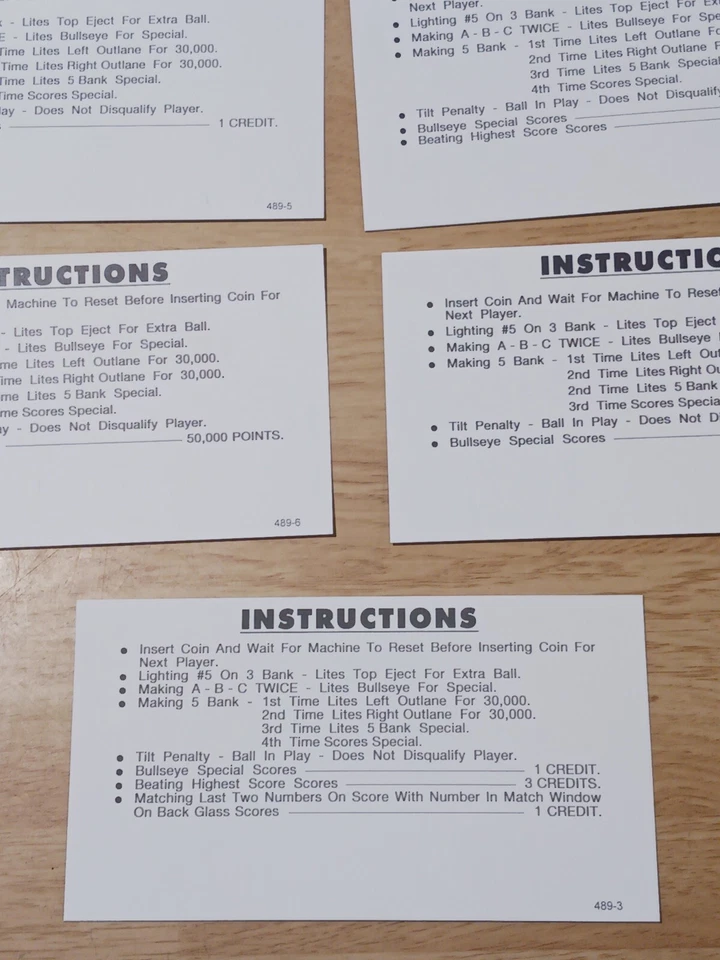 - Lites Top Eject For Extra Ball.
- Lites Bullseye For Special.
Time Lites Left Outlane For 30,000.
Time Lites Right Outlane For 30,000.
Time Lites 5 Bank Special.
Time Scores Special.
- Does Not Disqualify Player.
1 CREDIT.
489-5
Next Player.
• Lighting #5 On 3 Bank - Lites Top Eject For
• Making A - B - C TWICE - Lites Bullseye For
• Making 5 Bank - 1st Time Lites Left Outlane
2nd Time Lites Right Outlane
3rd Time Lites 5 Bank Special.
4th Time Scores Special.
• Tilt Penalty - Ball In Play - Does Not Disqualify
• Bullseye Special Scores
• Beating Highest Score Scores
Machine To Reset Before Inserting Coin For
- Lites Top Eject For Extra Ball.
- Lites Bullseye For Special.
Lites Left Outlane For 30,000.
Lites Right Outlane For 30,000.
Lites 5 Bank Special.
Scores Special.
- Does Not Disqualify Player.
50,000 POINTS.
489-6
• Insert Coin And Wait For Machine To
Next Player.
• Lighting #5 On 3 Bank - Lites Top Eject
• Making A - B - C TWICE - Lites Bullseye
• Making 5 Bank - 1st Time Lites Left
2nd Time Lites Right
2nd Time Lites 5 Bank
3rd Time Scores
• Tilt Penalty - Ball In Play - Does Not
• Bullseye Special Scores
INSTRUCTIONS
• Insert Coin And Wait For Machine To Reset Before Inserting Coin For
Next Player.
• Lighting #5 On 3 Bank - Lites Top Eject For Extra Ball.
• Making A - B - C TWICE - Lites Bullseye For Special.
• Making 5 Bank - 1st Time Lites Left Outlane For 30,000.
2nd Time Lites Right Outlane For 30,000.
3rd Time Lites 5 Bank Special.
4th Time Scores Special.
• Tilt Penalty - Ball In Play - Does Not Disqualify Player.
• Bullseye Special Scores 1 CREDIT.
• Beating Highest Score Scores 3 CREDITS.
• Matching Last Two Numbers On Score With Number In Match Window
On Back Glass Scores 1 CREDIT.
489-3